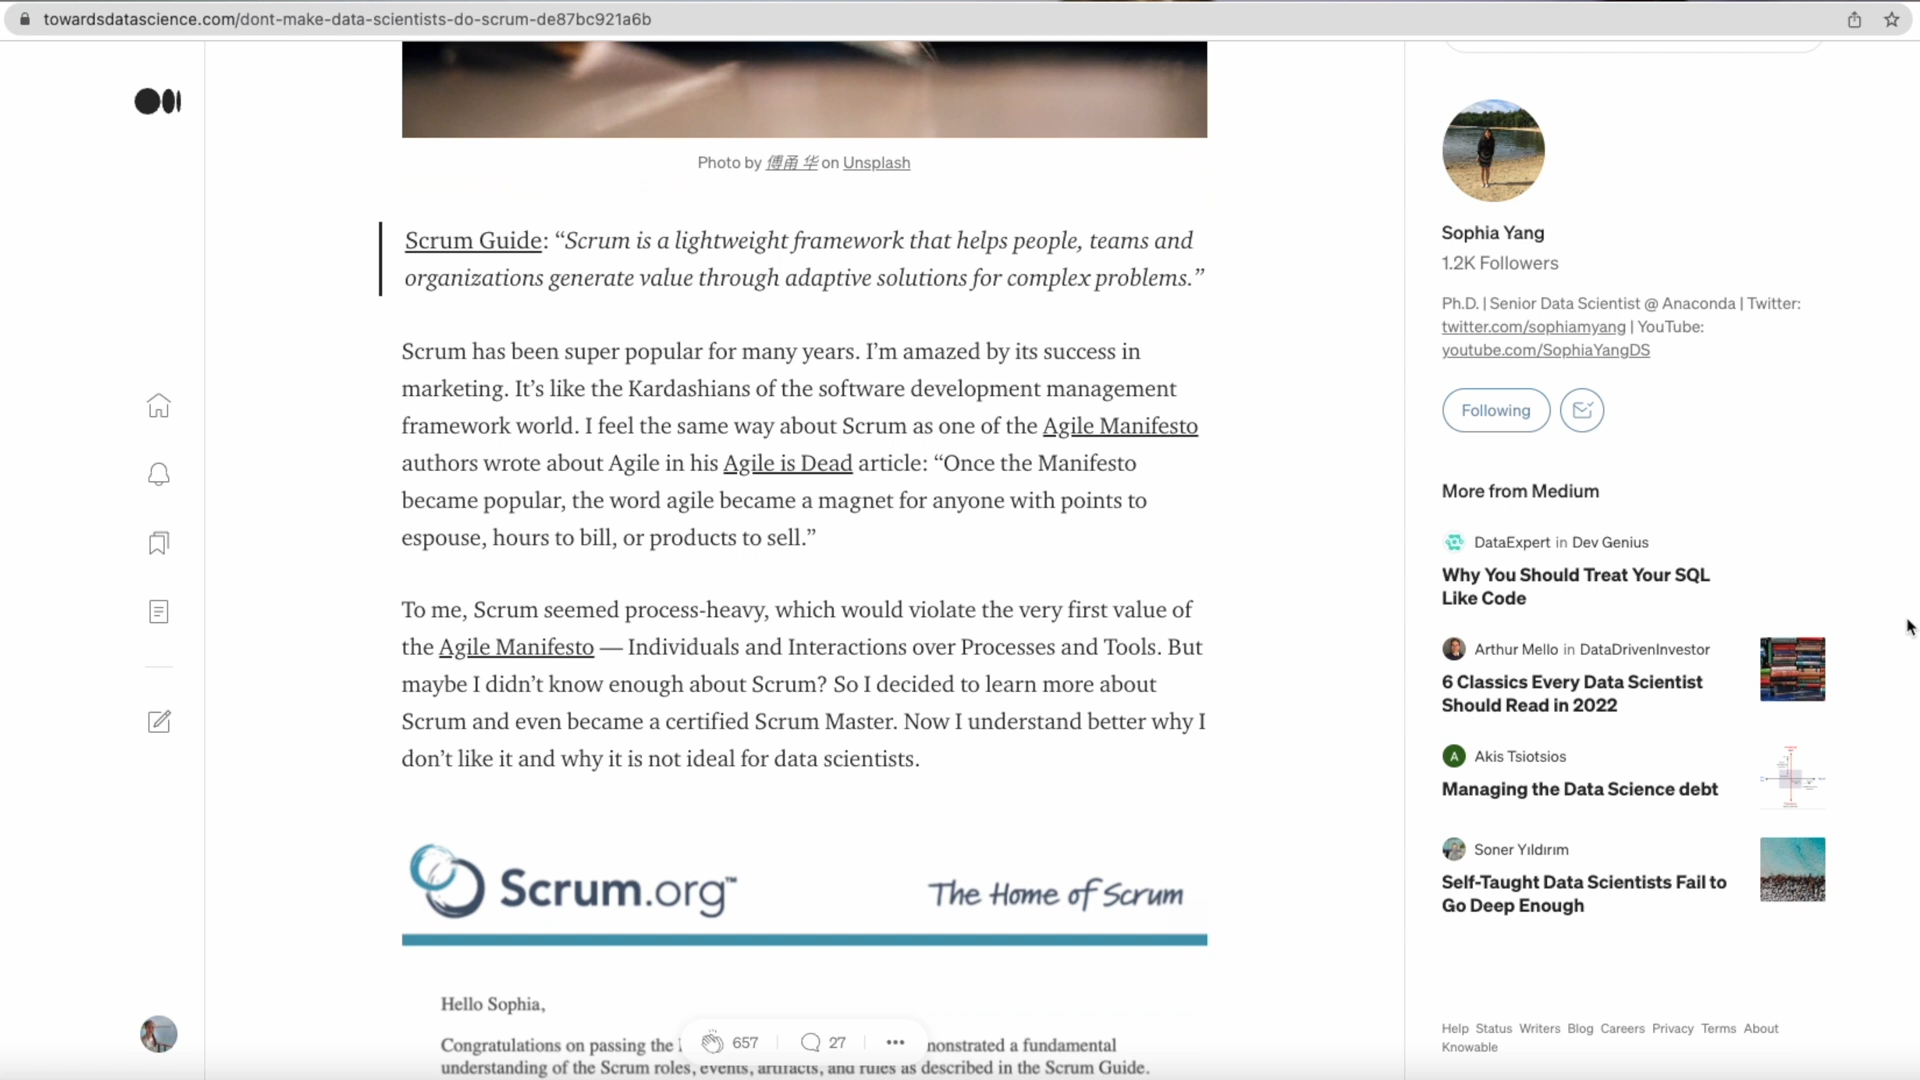 towardsdatascience.com/dont-make-data-scientists-do-scrum-de87bc921a6b
Photo by 傅甬 华 on Unsplash
Scrum Guide: “Scrum is a lightweight framework that helps people, teams and
organizations generate value through adaptive solutions for complex problems.”
Scrum has been super popular for many years. I’m amazed by its success in
marketing. It’s like the Kardashians of the software development management
framework world. I feel the same way about Scrum as one of the Agile Manifesto
authors wrote about Agile in his Agile is Dead article: “Once the Manifesto
became popular, the word agile became a magnet for anyone with points to
espouse, hours to bill, or products to sell.”
To me, Scrum seemed process-heavy, which would violate the very first value of
the Agile Manifesto — Individuals and Interactions over Processes and Tools. But
maybe I didn’t know enough about Scrum? So I decided to learn more about
Scrum and even became a certified Scrum Master. Now I understand better why I
don’t like it and why it is not ideal for data scientists.
Scrum.org™
The Home of Scrum
Hello Sophia,
Congratulations on passing the
nonstrated a fundamental
understanding of the Scrum roles, events, artifacts, and rules as described in the Scrum Guide.
657
27
Sophia Yang
1.2K Followers
Ph.D. | Senior Data Scientist @ Anaconda | Twitter:
twitter.com/sophiamyang | YouTube:
youtube.com/SophiaYangDS
Following
More from Medium
DataExpert in Dev Genius
Why You Should Treat Your SQL
Like Code
Arthur Mello in DataDrivenInvestor
6 Classics Every Data Scientist
Should Read in 2022
A Akis Tsiotsios
Managing the Data Science debt
Soner Yıldırım
Self-Taught Data Scientists Fail to
Go Deep Enough
Help Status Writers Blog Careers Privacy Terms About
Knowable